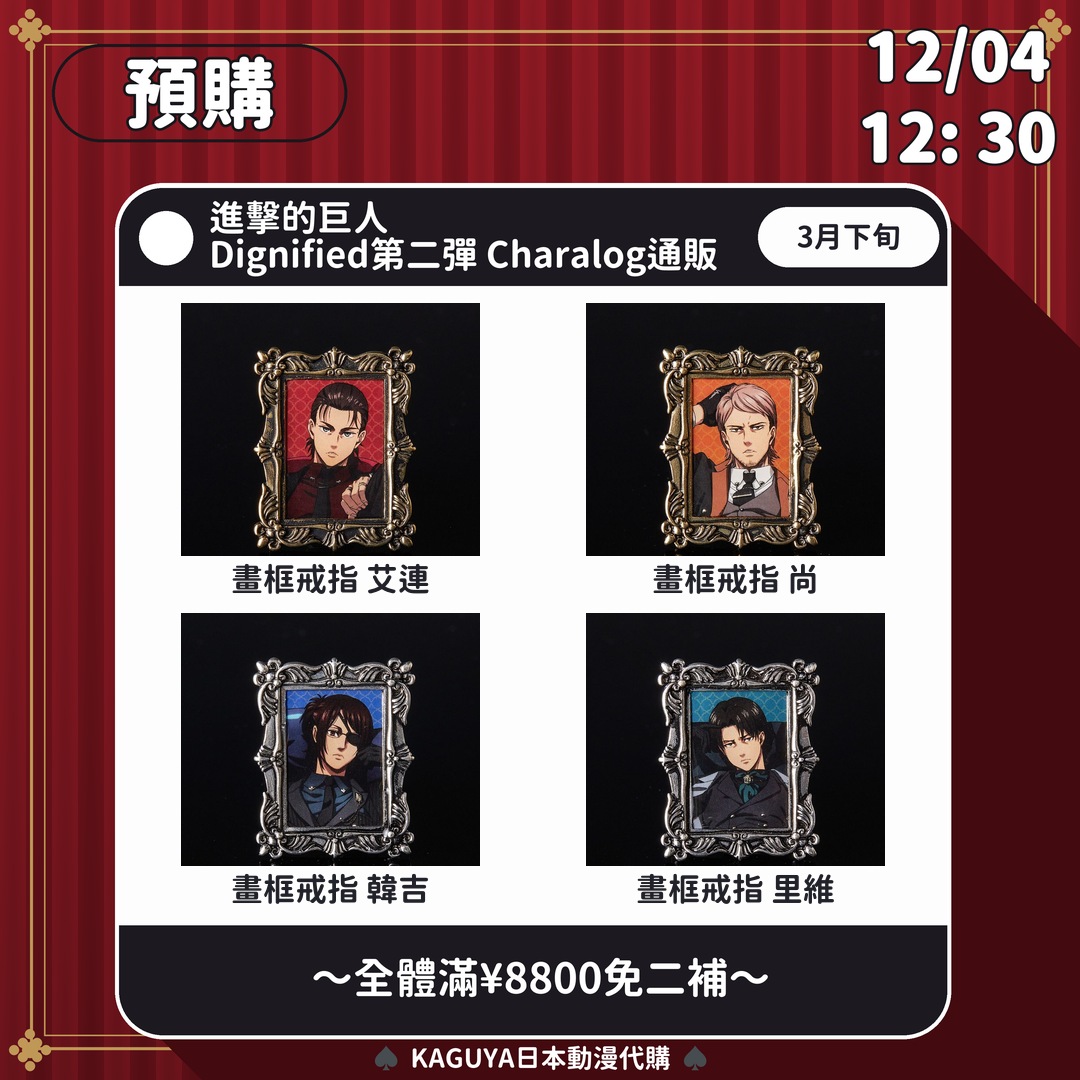 預購
12/04
12: 30
進擊的巨人
Dignified第二彈 Charalog通販
3月下旬
畫框戒指 艾連
畫框戒指 尚
畫框戒指 韓吉
畫框戒指 里維
～全體滿¥8800免二補～
♠ KAGUYA日本動漫代購 ♠